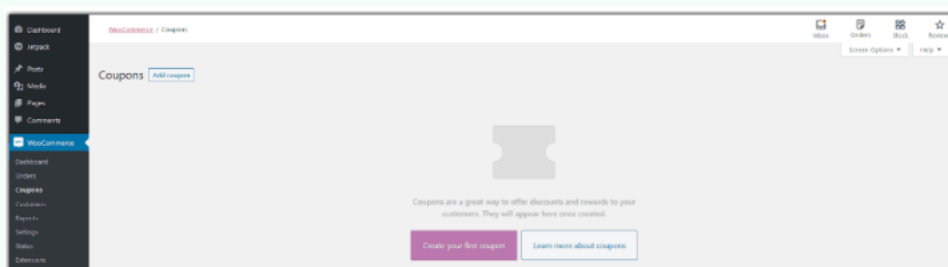 Dashboard
Jetpack
Posts
Media
Pages
Comments
WooCommerce
Dashboard
Orders
Coupons
Customers
Reports
Settings
Status
Extensions
WooCommerce / Coupons
Inbox
Orders
Stock
Screen Options
Help
Coupons
Add coupon
Coupons are a great way to offer discounts and rewards to your
customers. They will appear here once created.
Create your first coupon
Learn more about coupons